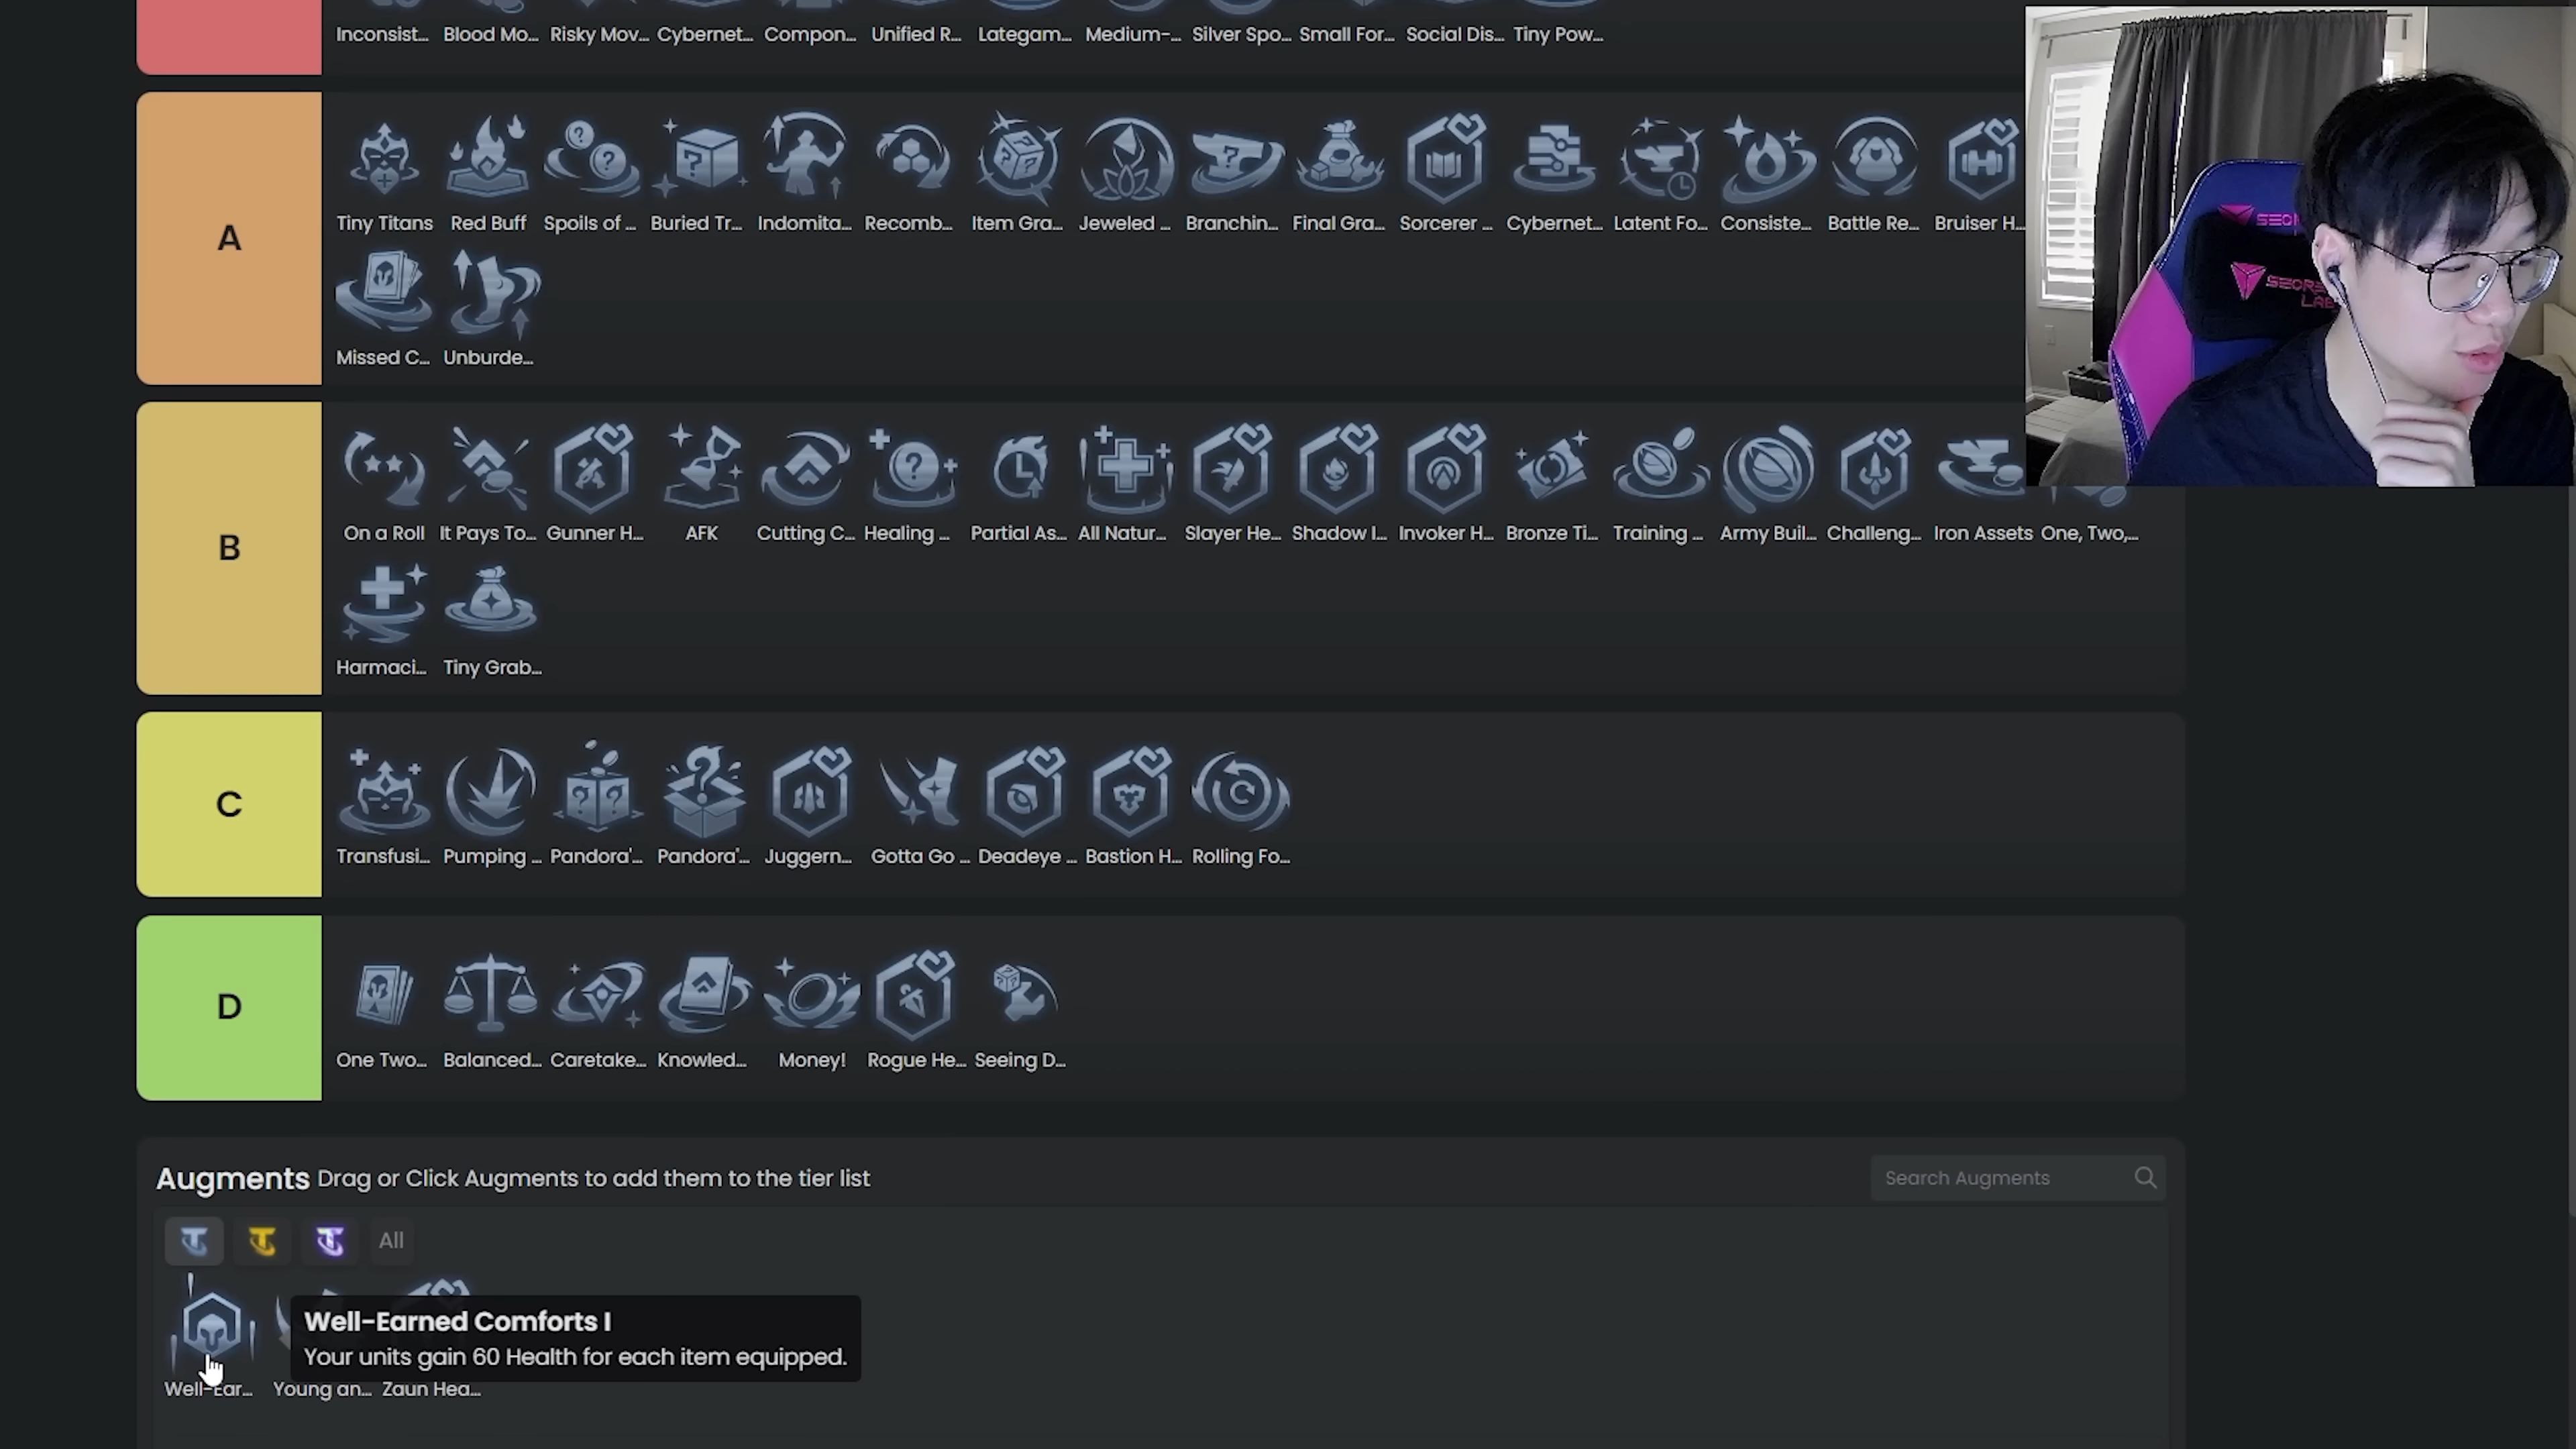 Inconsist... Blood Mo... Risky Mov... Cybernet... Compon... Unified R... Lategam... Medium-... Silver Spo... Small For... Social Dis... Tiny Pow...
A
Tiny Titans Red Buff Spoils of ... Buried Tr... Indomita... Recomb... Item Gra... Jeweled ... Branchin... Final Gra... Sorcerer ... Cybernet... Latent Fo... Consiste... Battle Re... Bruiser H...
Missed C... Unburde...
B
On a Roll It Pays To... Gunner H... AFK Cutting C... Healing ... Partial As... All Natur... Slayer He... Shadow I... Invoker H... Bronze Ti... Training ... Army Buil... Challeng... Iron Assets One, Two,...
Harmaci... Tiny Grab...
C
Transfusi... Pumping ... Pandora'... Pandora'... Juggern... Gotta Go ... Deadeye ... Bastion H... Rolling Fo...
D
One Two... Balanced... Caretake... Knowled... Money! Rogue He... Seeing D...
Augments Drag or Click Augments to add them to the tier list
Search Augments
All
Well-Earned Comforts I
Your units gain 60 Health for each item equipped.
Well-Ear... Young an... Zaun Hea...
SECRET
LAB